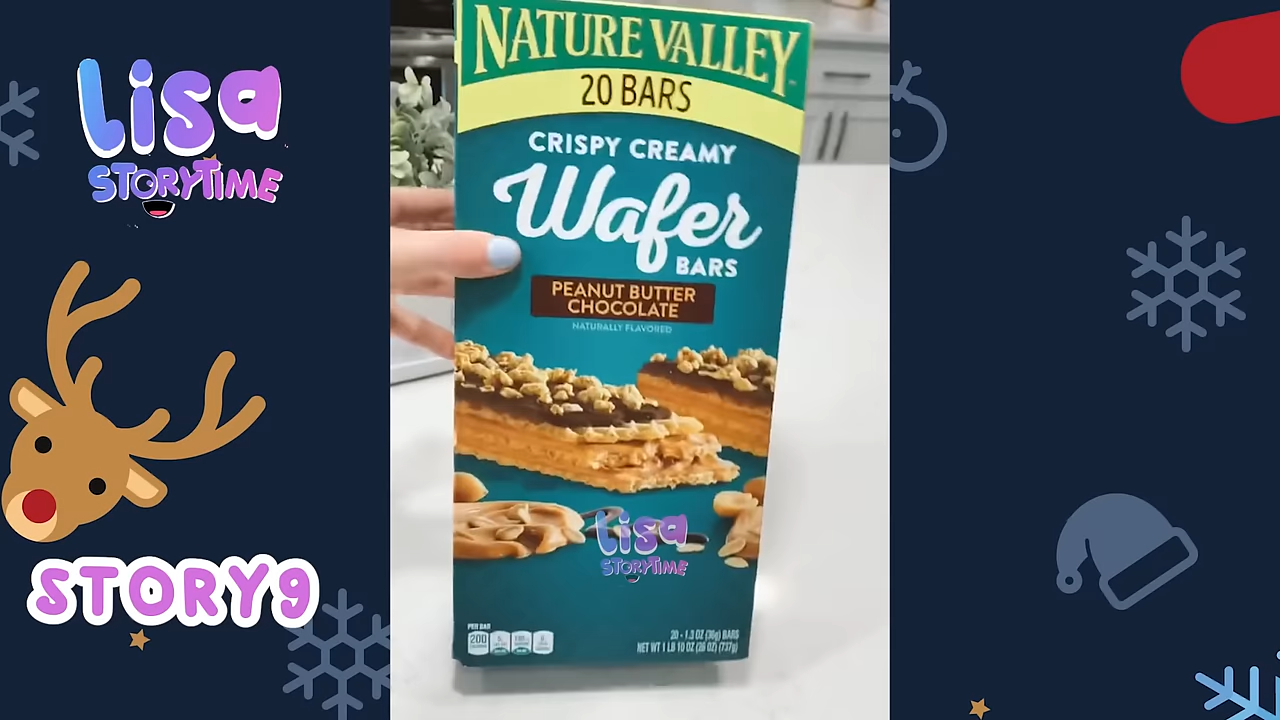 Lisa
STORYTIME
STORY9
NATURE VALLEY
20 BARS
CRISPY CREAMY
Wafer
BARS
PEANUT BUTTER
CHOCOLATE
NATURALLY FLAVORED
Lisa
STORYTIME
PER BAR
200
20 - 1.3 OZ (36g) BARS
NET WT 1 LB 10 OZ (26 OZ) (737g)